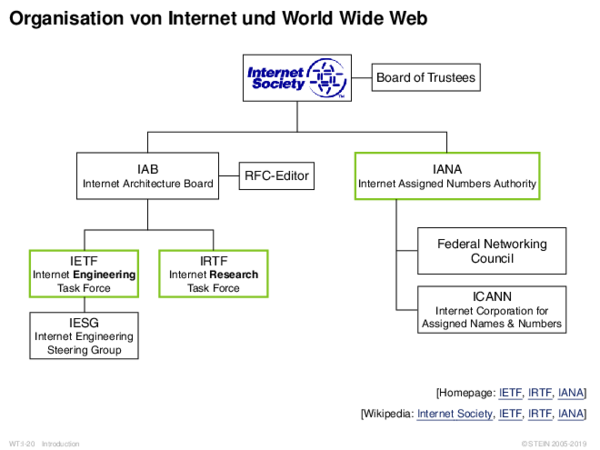 Organisation von Internet und World Wide Web
Internet
Society
TM
Board of Trustees
IAB
Internet Architecture Board
RFC-Editor
IANA
Internet Assigned Numbers Authority
IETF
Internet Engineering
Task Force
IRTF
Internet Research
Task Force
Federal Networking
Council
IESG
Internet Engineering
Steering Group
ICANN
Internet Corporation for
Assigned Names & Numbers
[Homepage: IETF, IRTF, IANA]
[Wikipedia: Internet Society, IETF, IRTF, IANA]
WT:I-20 Introduction
© STEIN 2005-2019